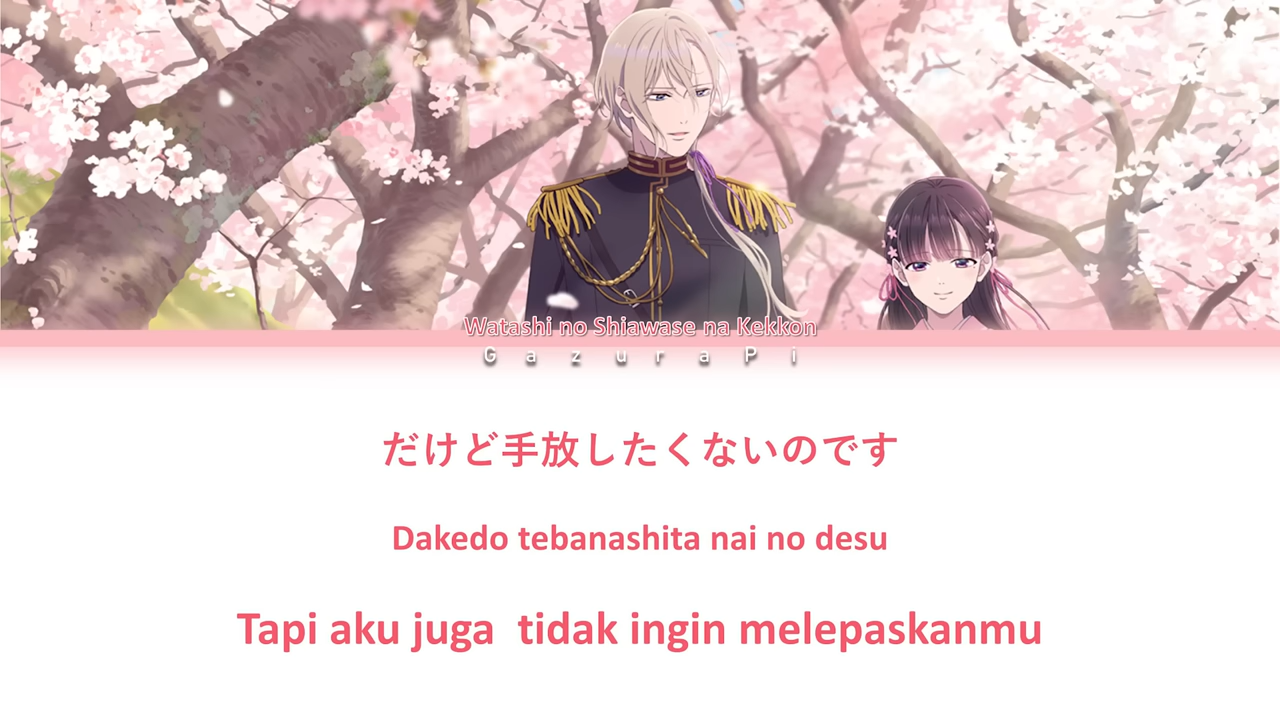 Watashi no Shiawase na Kekkon
GazuraPi
だけど手放したくないのです
Dakedo tebanashita nai no desu
Tapi aku juga  tidak ingin melepaskanmu